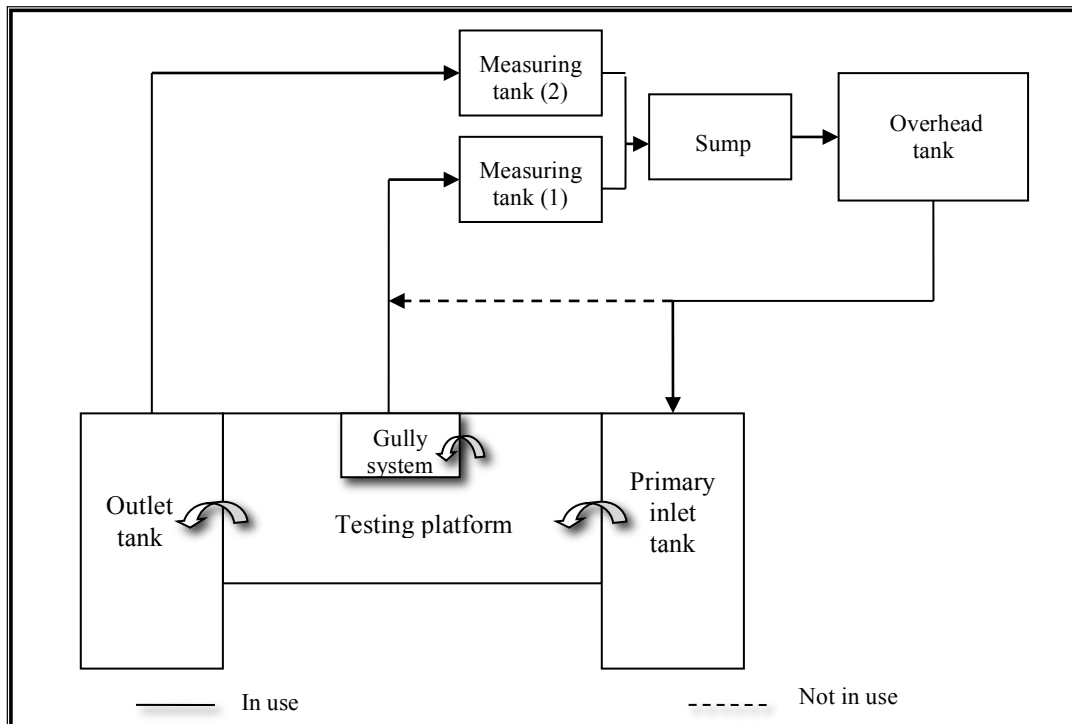 Measuring
tank (2)
Measuring
tank (1)
Sump
Overhead
tank
Gully
system
Outlet
tank
Testing platform
Primary
inlet
tank
In use
Not in use